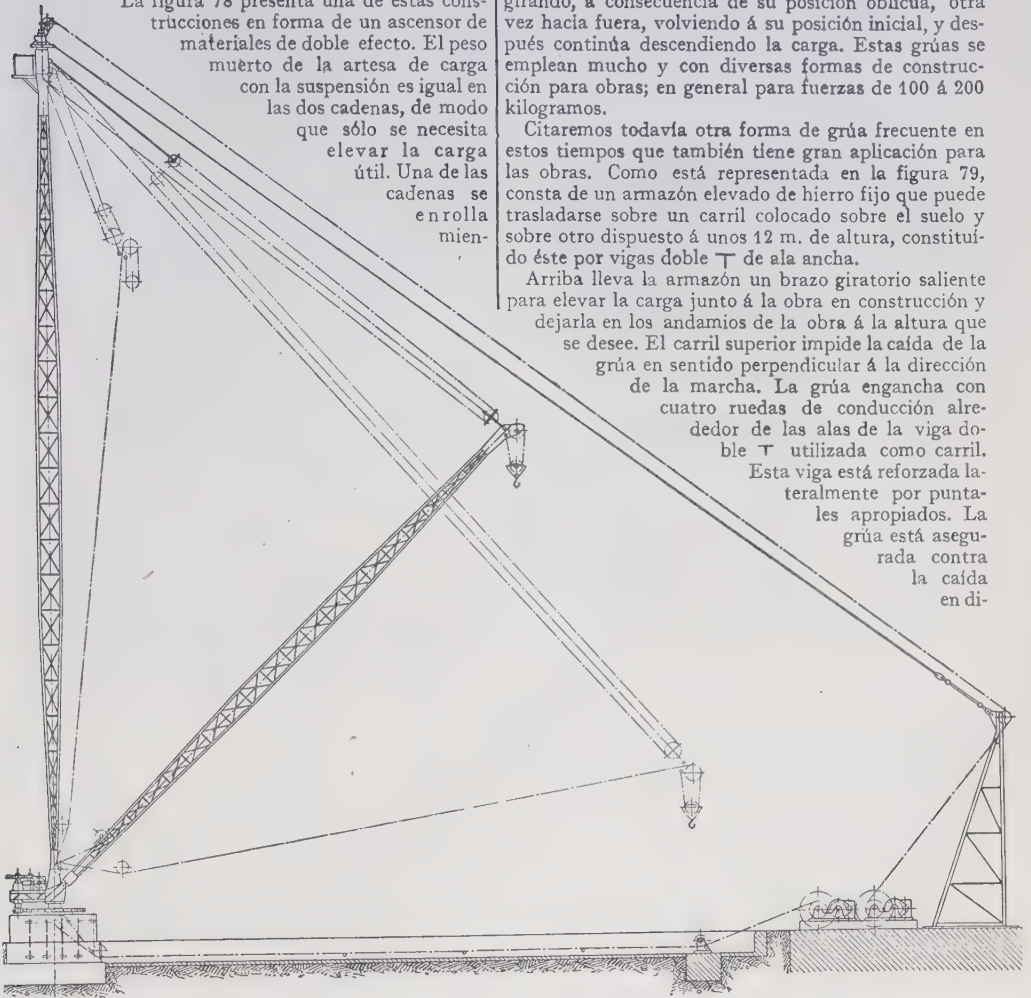 La figura 78 presenta una de estas cons-
trucciones en forma de un ascensor de
materiales de doble efecto. El peso
muerto de la artesa de carga
con la suspensión es igual en
las dos cadenas, de modo
que sólo se necesita
elevar la carga
útil. Una de las
cadenas se
enrolla
mien-
girando, á consecuencia de su posición oblicua, otra
vez hacia fuera, volviendo á su posición inicial, y des-
pués continúa descendiendo la carga. Estas grúas se
emplean mucho y con diversas formas de construc-
ción para obras; en general para fuerzas de 100 á 200
kilogramos.
Citaremos todavía otra forma de grúa frecuente en
estos tiempos que también tiene gran aplicación para
las obras. Como está representada en la figura 79,
consta de un armazón elevado de hierro fijo que puede
trasladarse sobre un carril colocado sobre el suelo y
sobre otro dispuesto á unos 12 m. de altura, constituí-
do éste por vigas doble T de ala ancha.
Arriba lleva la armazón un brazo giratorio saliente
para elevar la carga junto á la obra en construcción y
dejarla en los andamios de la obra á la altura que
se desee. El carril superior impide la caída de la
grúa en sentido perpendicular á la dirección
de la marcha. La grúa engancha con
cuatro ruedas de conducción alre-
dedor de las alas de la viga do-
ble T utilizada como carril.
Esta viga está reforzada la-
teralmente por punta-
les apropiados. La
grúa está asegu-
rada contra
la caída
en di-